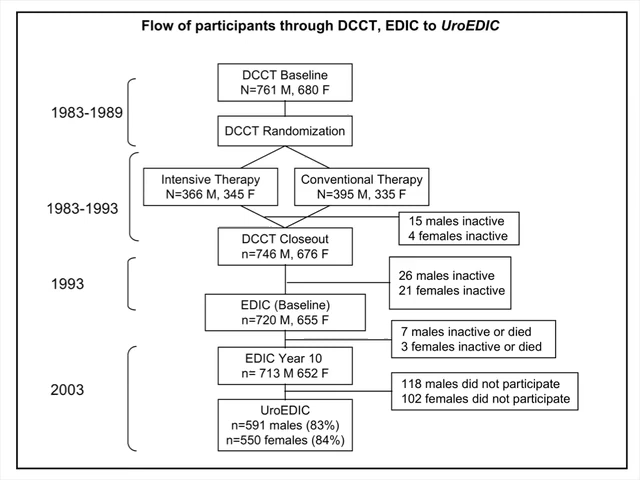 Flow of participants through DCCT, EDIC to UroEDIC
DCCT Baseline
N=761 M, 680 F
1983-1989
DCCT Randomization
Intensive Therapy
N=366 M, 345 F
Conventional Therapy
N=395 M, 335 F
1983-1993
15 males inactive
4 females inactive
DCCT Closeout
n=746 M, 676 F
26 males inactive
21 females inactive
1993
EDIC (Baseline)
n=720 M, 655 F
7 males inactive or died
3 females inactive or died
EDIC Year 10
n= 713 M 652 F
2003
118 males did not participate
102 females did not participate
UroEDIC
n=591 males (83%)
n=550 females (84%)